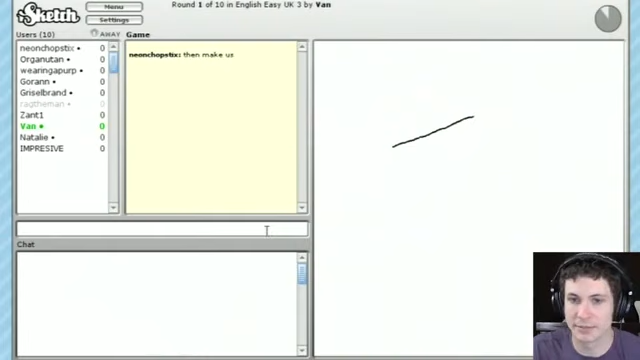 iSketch
Menu
Settings
Round 1 of 10 in English Easy UK 3 by Van
Users (10)
AWAY
Game
neonchopstix • 0
Organutan • 0
wearingapurp • 0
Gorann • 0
Griselbrand • 0
ragtheman • 0
Zant1 0
Van • 0
Natalie • 0
IMPRESIVE 0
neonchopstix: then make us
Chat